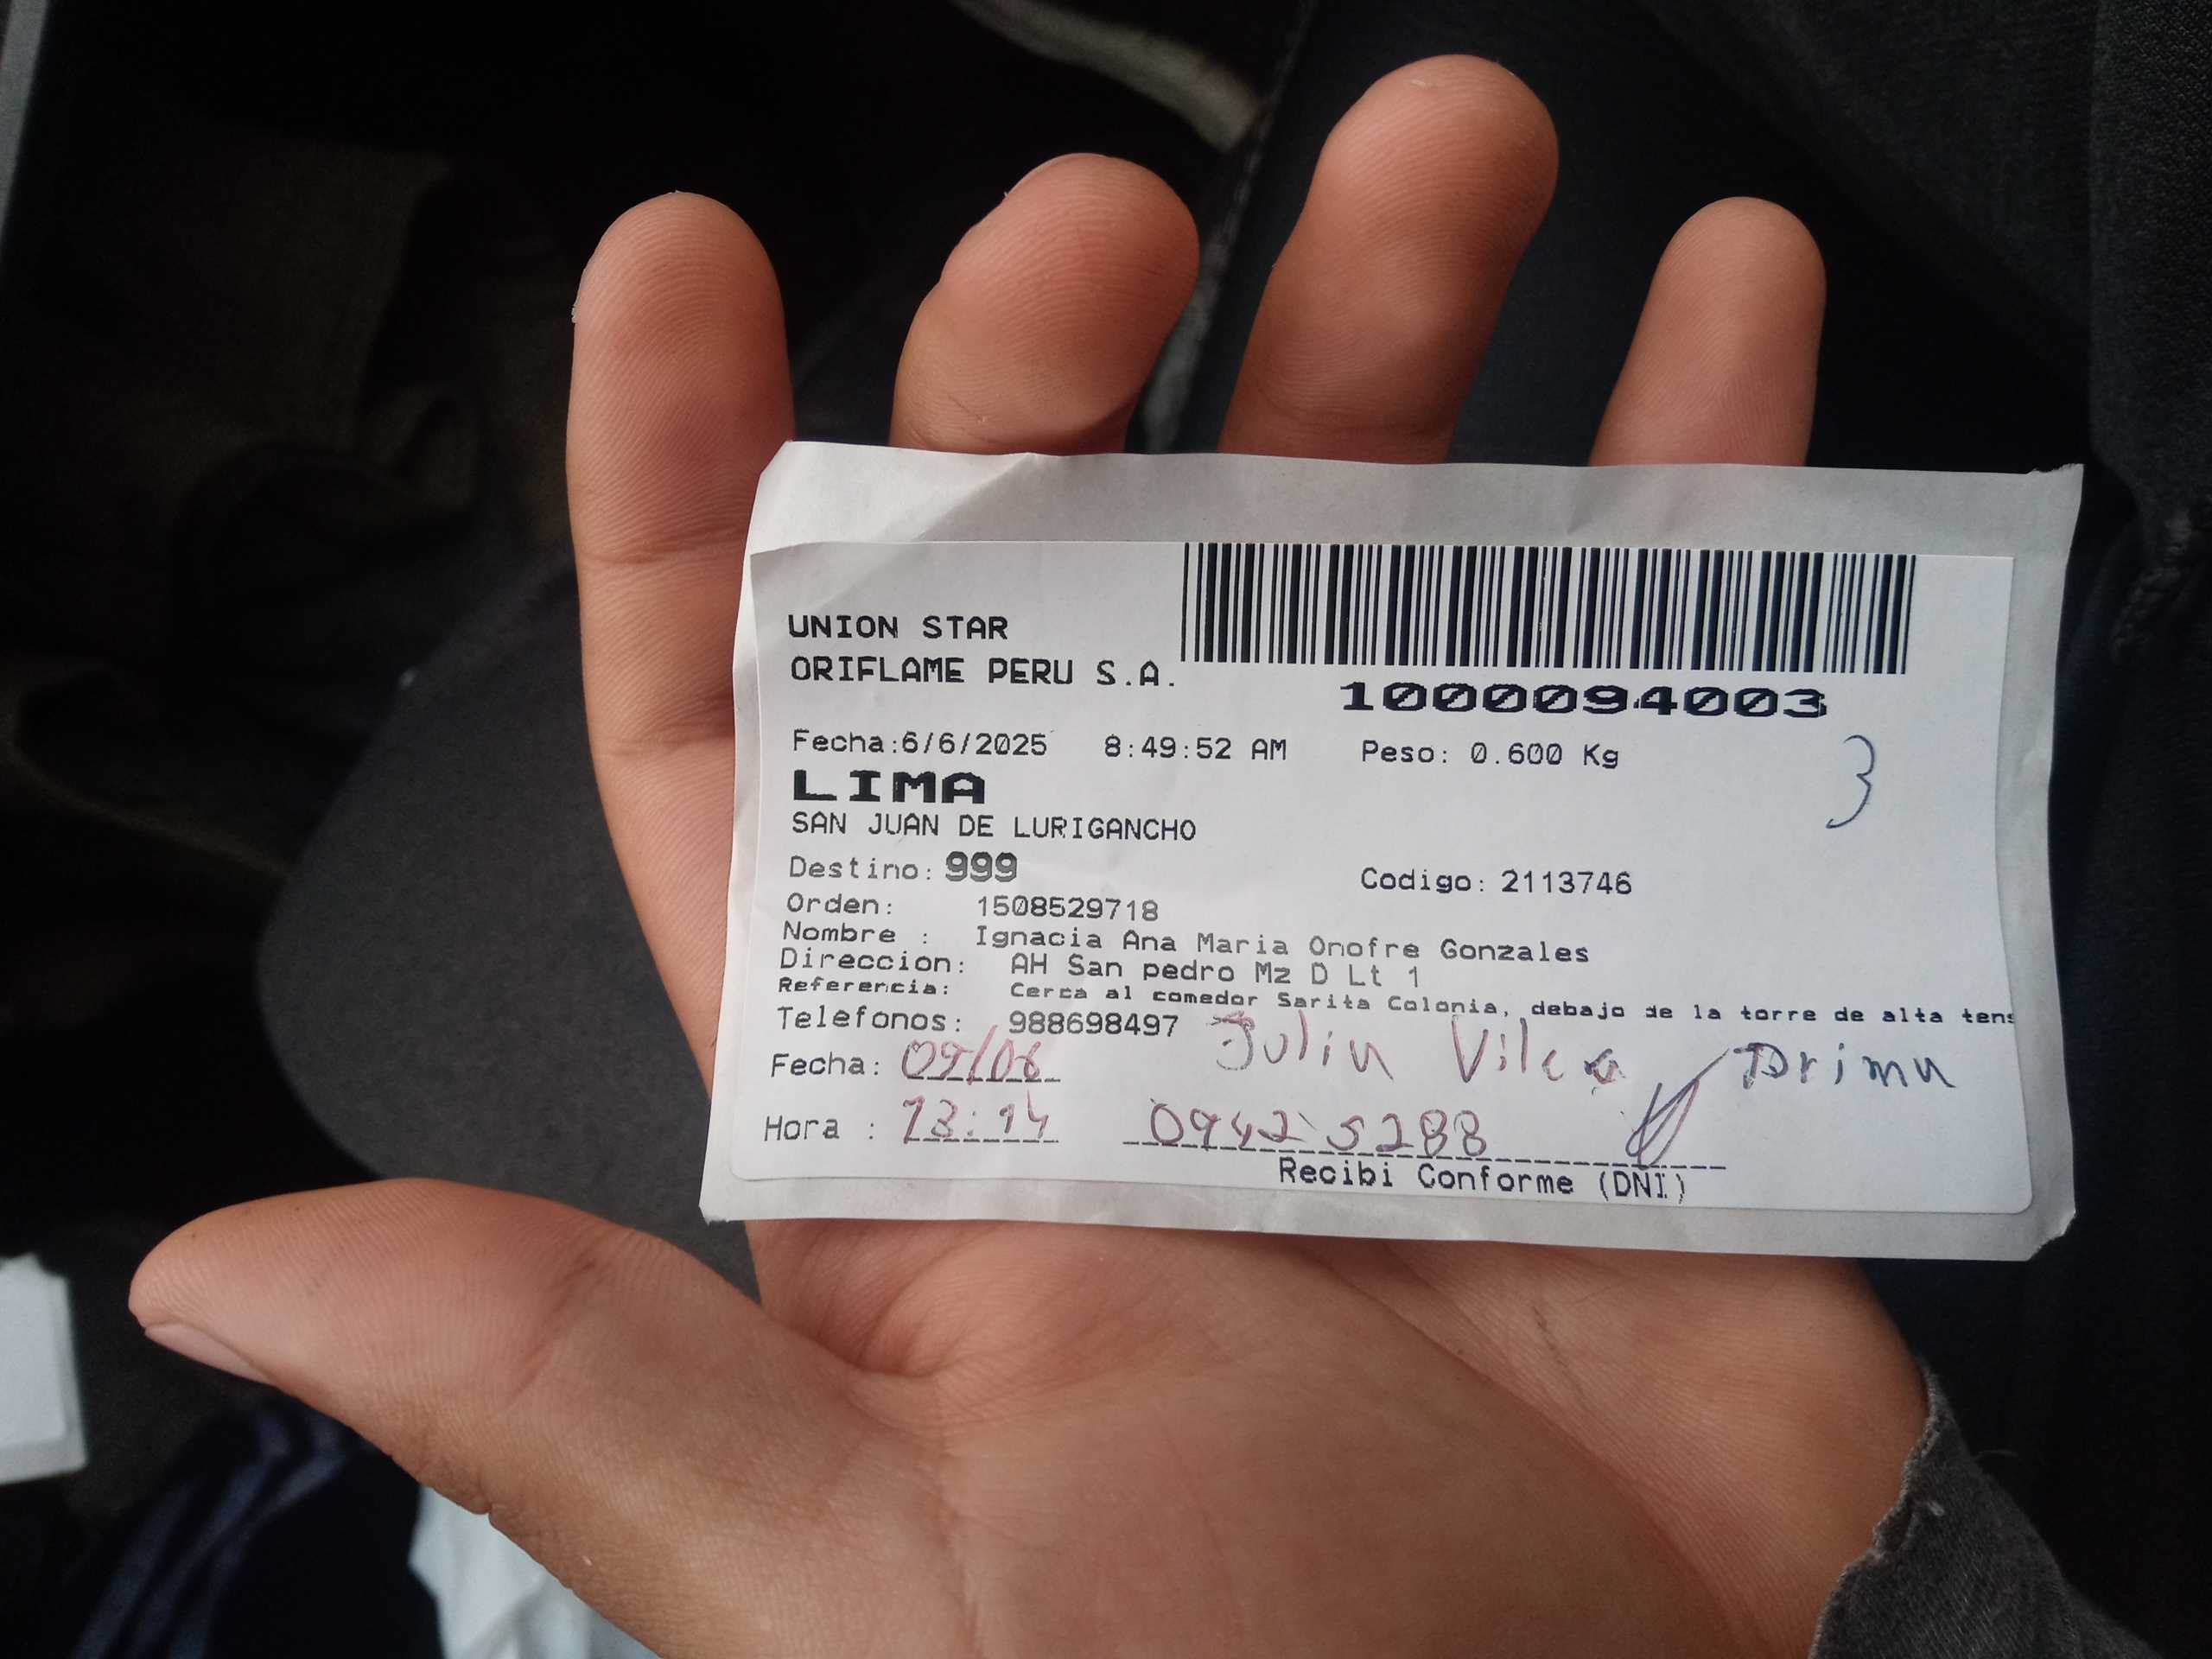 UNION STAR
ORIFLAME PERU S.A.
1000094003
Fecha:6/6/2025 8:49:52 AM Peso: 0.600 Kg
3
LIMA
SAN JUAN DE LURIGANCHO
Destino: 999 Codigo: 2113746
Orden: 1508529718
Nombre : Ignacia Ana Maria Onofre Gonzales
Direccion: AH San pedro Mz D Lt 1
Referencia: Cerca al comedor Sarita Colonia, debajo de la torre de alta tens
Telefonos: 988698497
Fecha: 09/06 Vilca
Hora : 13:14 09425288
Recibi Conforme (DNI)